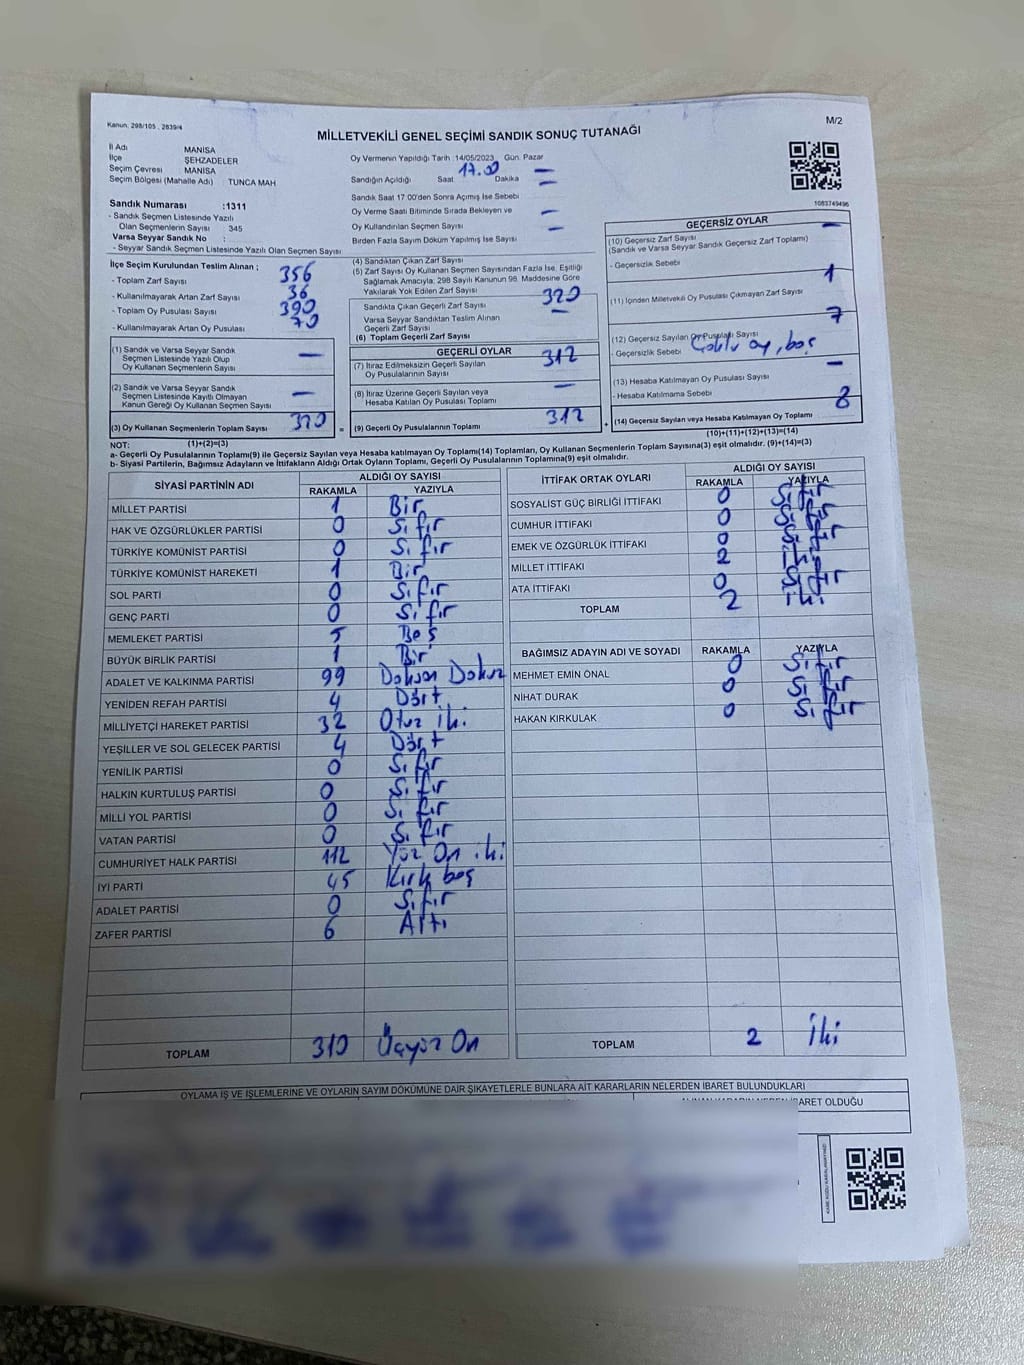 Kanun. 298/105 , 2839/4
M/2
MİLLETVEKİLİ GENEL SEÇİMİ SANDIK SONUÇ TUTANAĞI
İl Adı MANİSA
İlçe ŞEHZADELER
Seçim Çevresi MANİSA
Seçim Bölgesi (Mahalle Adı) TUNCA MAH
Sandık Numarası :1311
- Sandık Seçmen Listesinde Yazılı
Olan Seçmenlerin Sayısı 345
Varsa Seyyar Sandık No :
- Seyyar Sandık Seçmen Listesinde Yazılı Olan Seçmen Sayısı
Oy Vermenin Yapıldığı Tarih :14/05/2023 Gün. Pazar
Sandığın Açıldığı Saat 17.00 Dakika —
Sandık Saat 17 00'den Sonra Açımış İse Sebebi —
Oy Verme Saati Bitiminde Sırada Bekleyen ve
Oy Kullandırılan Seçmen Sayısı —
Birden Fazla Sayım Döküm Yapılmış İse Sayısı —
1083749496
İlçe Seçim Kurulundan Teslim Alınan ;
- Toplam Zarf Sayısı 356
- Kullanılmayarak Artan Zarf Sayısı 36
- Toplam Oy Pusulası Sayısı 390
- Kullanılmayarak Artan Oy Pusulası 70
(1) Sandık ve Varsa Seyyar Sandık
Seçmen Listesinde Yazılı Olup
Oy Kullanan Seçmenlerin Sayısı —
(2) Sandık ve Varsa Seyyar Sandık
Seçmen Listesinde Kayıtlı Olmayan
Kanun Gereği Oy Kullanan Seçmen Sayısı —
(3) Oy Kullanan Seçmenlerin Toplam Sayısı 320
(4) Sandıktan Çıkan Zarf Sayısı
(5) Zarf Sayısı Oy Kullanan Seçmen Sayısından Fazla İse, Eşitliği
Sağlamak Amacıyla, 298 Sayılı Kanunun 98. Maddesine Göre
Yakılarak Yok Edilen Zarf Sayısı
Sandıkta Çıkan Geçerli Zarf Sayısı 320
Varsa Seyyar Sandıktan Teslim Alınan
Geçerli Zarf Sayısı —
(6) Toplam Geçerli Zarf Sayısı
GEÇERLİ OYLAR
(7) İtiraz Edilmeksizin Geçerli Sayılan
Oy Pusulalarının Sayısı 312
(8) İtiraz Üzerine Geçerli Sayılan veya
Hesaba Katılan Oy Pusulaları Toplamı —
= (9) Geçerli Oy Pusulalarının Toplamı 312
GEÇERSİZ OYLAR
(10) Geçersiz Zarf Sayısı —
(Sandık ve Varsa Seyyar Sandık Geçersiz Zarf Toplamı)
- Geçersizlik Sebebi
(11) İçinden Milletvekili Oy Pusulası Çıkmayan Zarf Sayısı 1
(12) Geçersiz Sayılan Oy Pusulası Sayısı 7
- Geçersizlik Sebebi Çoklu oy, boş
(13) Hesaba Katılmayan Oy Pusulası Sayısı —
- Hesaba Katılmama Sebebi
+ (14) Geçersiz Sayılan veya Hesaba Katılmayan Oy Toplamı 8
NOT: (1)+(2)=(3) (10)+(11)+(12)+(13)=(14)
a- Geçerli Oy Pusulalarının Toplamı(9) ile Geçersiz Sayılan veya Hesaba katılmayan Oy Toplamı(14) Toplamları, Oy Kullanan Seçmenlerin Toplam Sayısına(3) eşit olmalıdır. (9)+(14)=(3)
b- Siyasi Partilerin, Bağımsız Adayların ve İttifakların Aldığı Ortak Oyların Toplamı, Geçerli Oy Pusulalarının Toplamına(9) eşit olmalıdır.
SİYASİ PARTİNİN ADI ALDIĞI OY SAYISI
RAKAMLA YAZIYLA
MİLLET PARTİSİ 1 Bir
HAK VE ÖZGÜRLÜKLER PARTİSİ 0 Sıfır
TÜRKİYE KOMÜNİST PARTİSİ 0 Sıfır
TÜRKİYE KOMÜNİST HAREKETİ 1 Bir
SOL PARTİ 0 Sıfır
GENÇ PARTİ 0 Sıfır
MEMLEKET PARTİSİ 5 Beş
BÜYÜK BİRLİK PARTİSİ 1 Bir
ADALET VE KALKINMA PARTİSİ 99 Doksan Dokuz
YENİDEN REFAH PARTİSİ 4 Dört
MİLLİYETÇİ HAREKET PARTİSİ 32 Otuz iki
YEŞİLLER VE SOL GELECEK PARTİSİ 4 Dört
YENİLİK PARTİSİ 0 Sıfır
HALKIN KURTULUŞ PARTİSİ 0 Sıfır
MİLLİ YOL PARTİSİ 0 Sıfır
VATAN PARTİSİ 0 Sıfır
CUMHURİYET HALK PARTİSİ 112 Yüz On iki
İYİ PARTİ 45 Kırk beş
ADALET PARTİSİ 0 Sıfır
ZAFER PARTİSİ 6 Altı
TOPLAM 310 Üçyüz On
İTTİFAK ORTAK OYLARI ALDIĞI OY SAYISI
RAKAMLA YAZIYLA
SOSYALİST GÜÇ BİRLİĞİ İTTİFAKI 0 Sıfır
CUMHUR İTTİFAKI 0 Sıfır
EMEK VE ÖZGÜRLÜK İTTİFAKI 0 Sıfır
MİLLET İTTİFAKI 2 iki
ATA İTTİFAKI 0 Sıfır
TOPLAM 2 iki
BAĞIMSIZ ADAYIN ADI VE SOYADI RAKAMLA YAZIYLA
MEHMET EMİN ÖNAL 0 Sıfır
NİHAT DURAK 0 Sıfır
HAKAN KIRKULAK 0 Sıfır
TOPLAM 2 İki
OYLAMA İŞ VE İŞLEMLERİNE VE OYLARIN SAYIM DÖKÜMÜNE DAİR ŞİKAYETLERLE BUNLARA AİT KARARLARIN NELERDEN İBARET BULUNDUKLARI
İBARET OLDUĞU